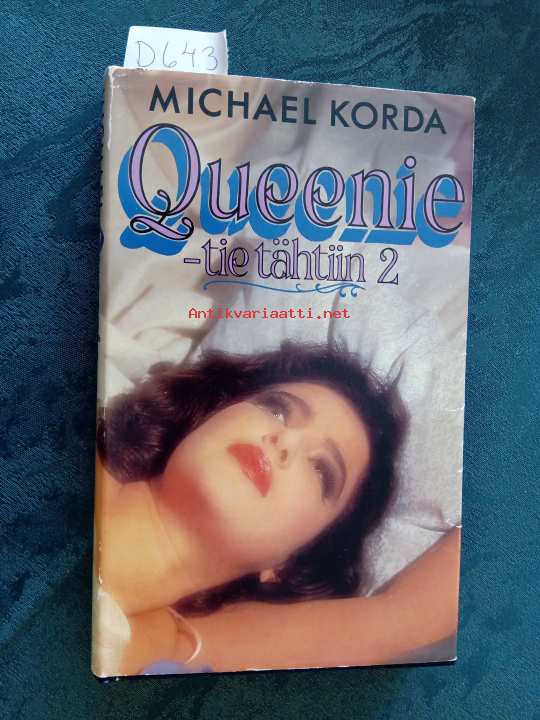 D643
MICHAEL KORDA
Queenie
-tie tähtiin 2
Antikvariaatti.net